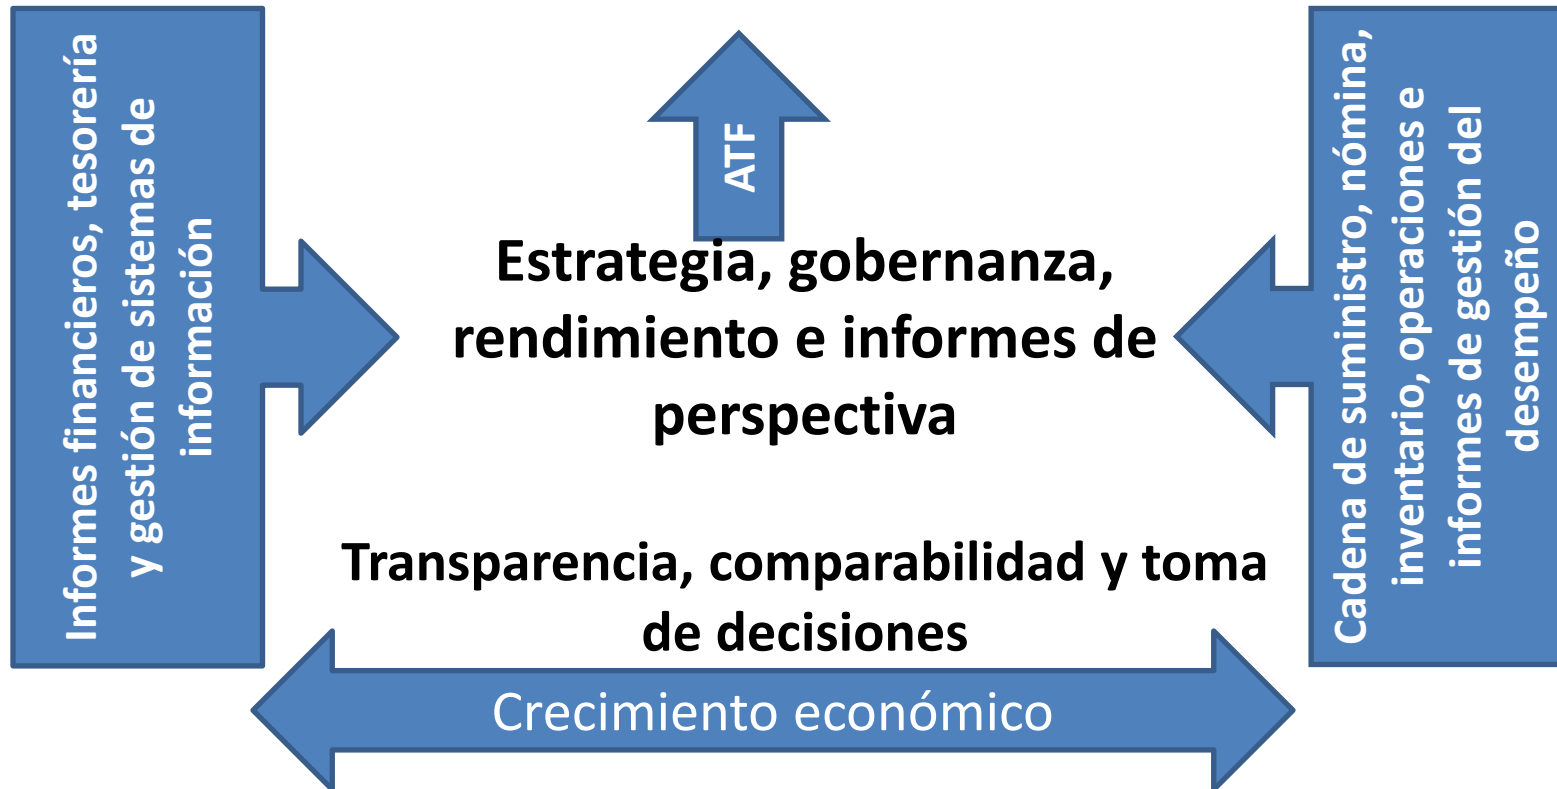 Informes financieros, tesorería
y gestión de sistemas de
información
ATF
Estrategia, gobernanza,
rendimiento e informes de
perspectiva
Transparencia, comparabilidad y toma
de decisiones
Crecimiento económico
Cadena de suministro, nómina,
inventario, operaciones e
informes de gestión del
desempeño